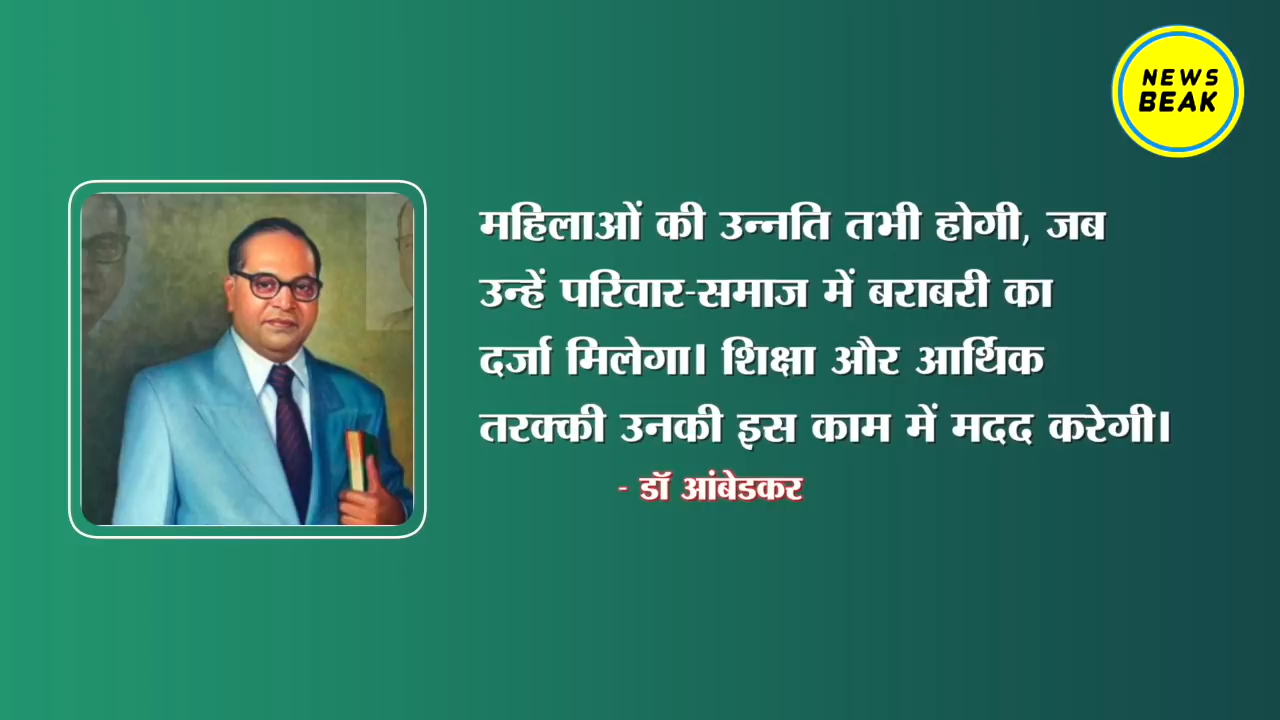 NEWS
BEAK
महिलाओं की उन्नति तभी होगी, जब
उन्हें परिवार-समाज में बराबरी का
दर्जा मिलेगा। शिक्षा और आर्थिक
तरक्की उनकी इस काम में मदद करेगी।
- डॉ आंबेडकर